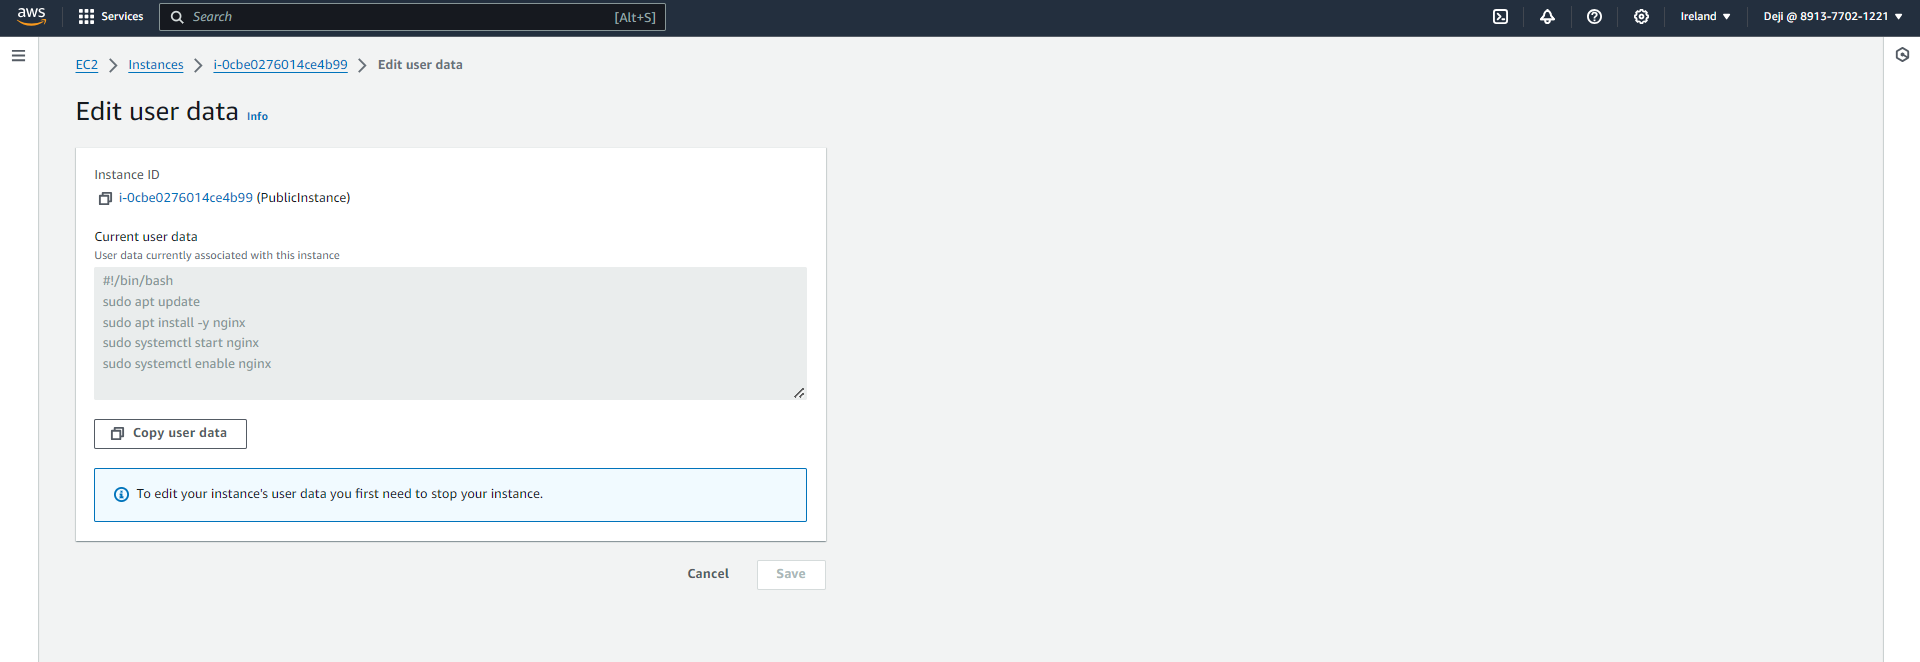 aws
Services
Search
[Alt+S]
Ireland
Deji @ 8913-7702-1221
EC2
Instances
i-0cbe0276014ce4b99
Edit user data
Edit user data Info
Instance ID
i-0cbe0276014ce4b99 (PublicInstance)
Current user data
User data currently associated with this instance
#!/bin/bash
sudo apt update
sudo apt install -y nginx
sudo systemctl start nginx
sudo systemctl enable nginx
Copy user data
To edit your instance's user data you first need to stop your instance.
Cancel
Save